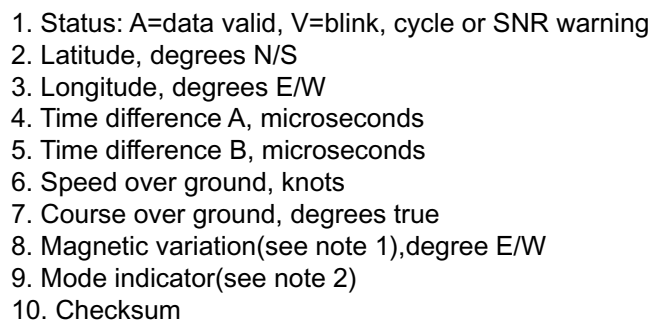 1. Status: A=data valid, V=blink, cycle or SNR warning
2. Latitude, degrees N/S
3. Longitude, degrees E/W
4. Time difference A, microseconds
5. Time difference B, microseconds
6. Speed over ground, knots
7. Course over ground, degrees true
8. Magnetic variation(see note 1),degree E/W
9. Mode indicator(see note 2)
10. Checksum